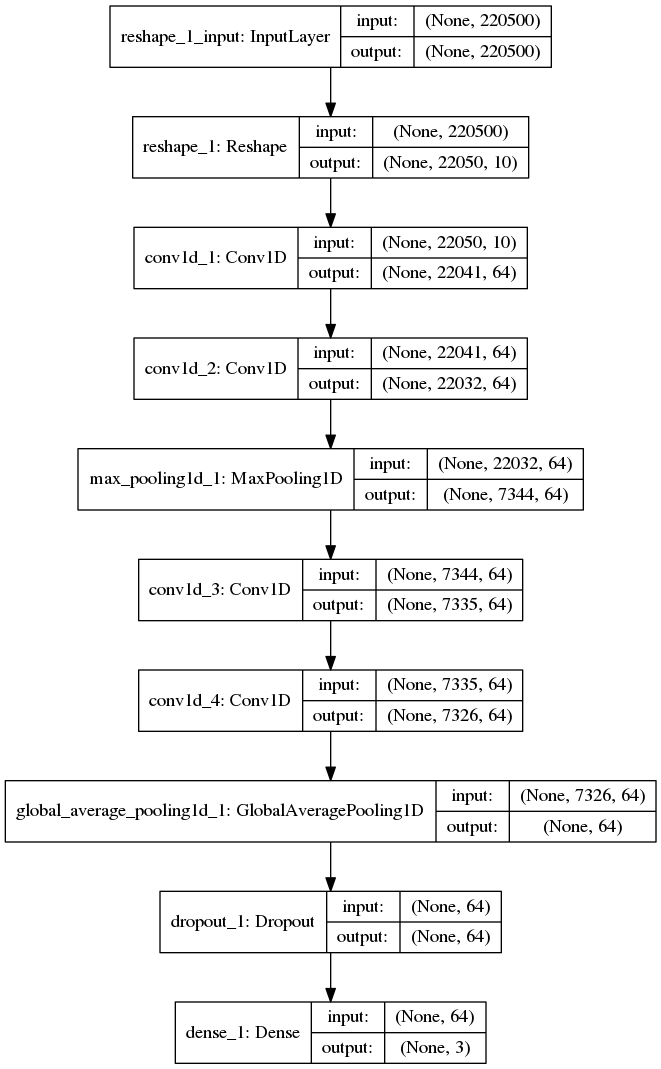 reshape_1_input: InputLayer
input: (None, 220500)
output: (None, 220500)
reshape_1: Reshape
input: (None, 220500)
output: (None, 22050, 10)
conv1d_1: Conv1D
input: (None, 22050, 10)
output: (None, 22041, 64)
conv1d_2: Conv1D
input: (None, 22041, 64)
output: (None, 22032, 64)
max_pooling1d_1: MaxPooling1D
input: (None, 22032, 64)
output: (None, 7344, 64)
conv1d_3: Conv1D
input: (None, 7344, 64)
output: (None, 7335, 64)
conv1d_4: Conv1D
input: (None, 7335, 64)
output: (None, 7326, 64)
global_average_pooling1d_1: GlobalAveragePooling1D
input: (None, 7326, 64)
output: (None, 64)
dropout_1: Dropout
input: (None, 64)
output: (None, 64)
dense_1: Dense
input: (None, 64)
output: (None, 3)